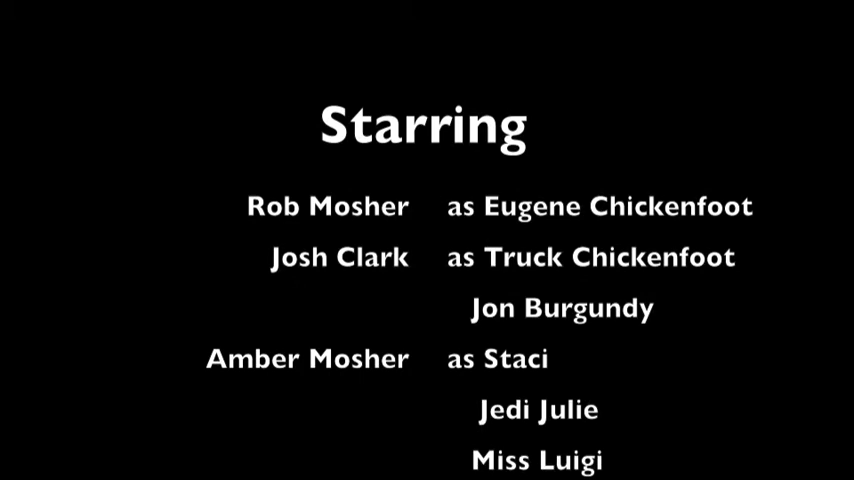 Starring
Rob Mosher as Eugene Chickenfoot
Josh Clark as Truck Chickenfoot
Jon Burgundy
Amber Mosher as Staci
Jedi Julie
Miss Luigi